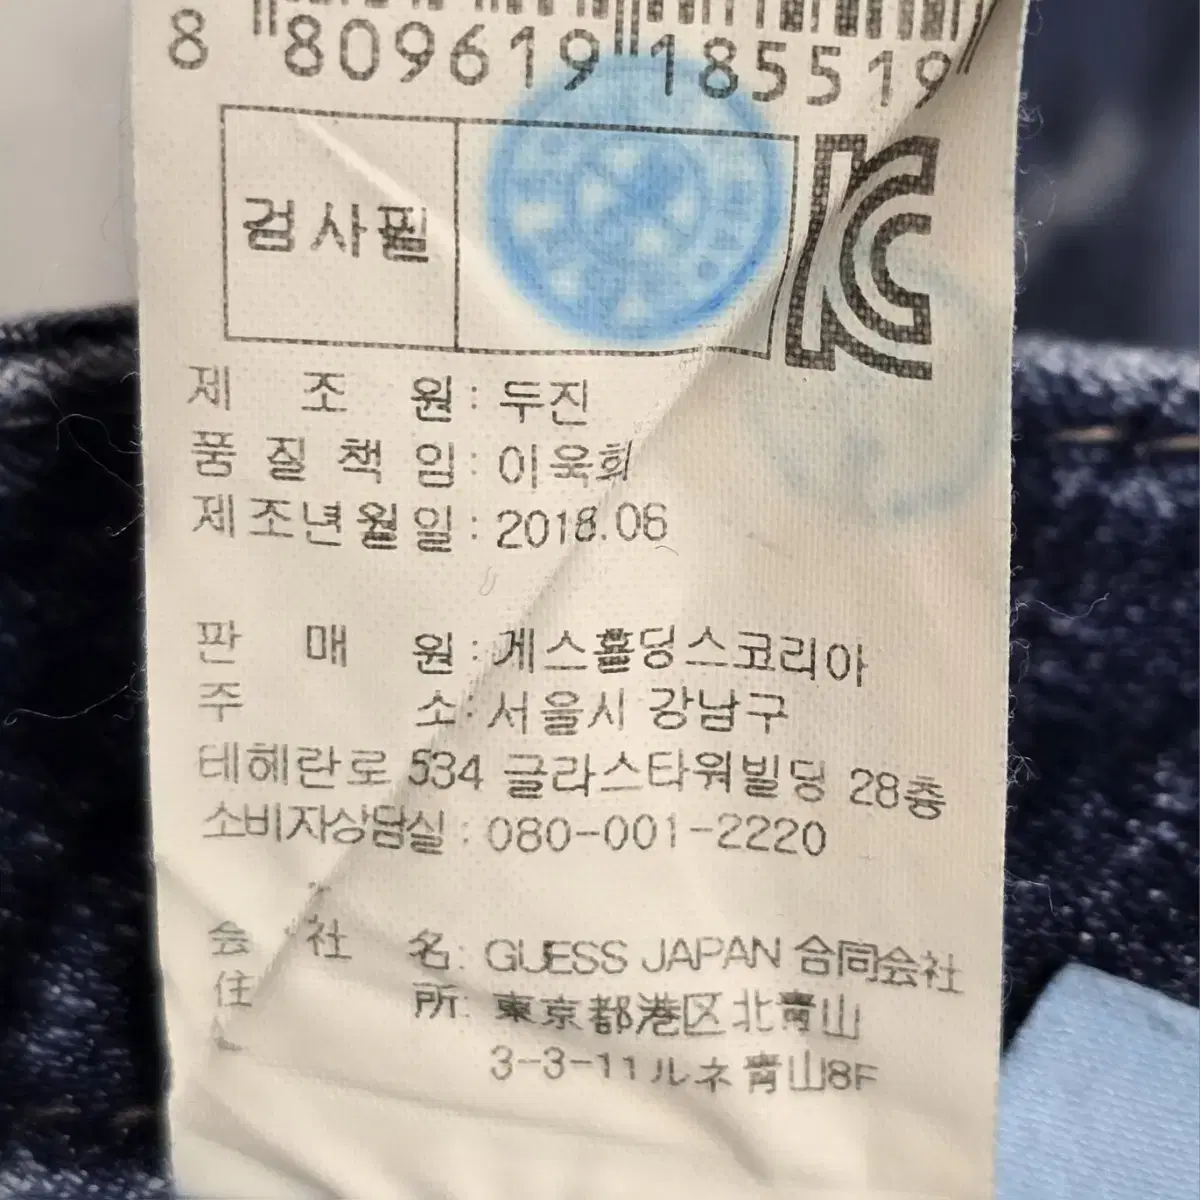 8 809619 185519
검사필
KC
제 조 원 : 두진
품 질 책 임 : 이욱희
제조년월일 : 2018.06
판 매 원 : 게스홀딩스코리아
주 소 : 서울시 강남구
테헤란로 534 글라스타워빌딩 28층
소비자상담실 : 080-001-2220
会 社 名 : GUESS JAPAN 合同会社
住 所 : 東京都港区北青山
3-3-11 ルネ青山8F